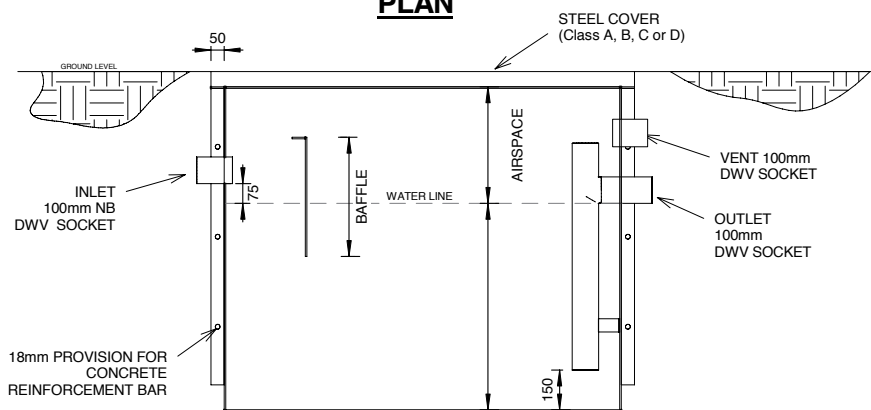 PLAN
STEEL COVER
(Class A, B, C or D)
50
GROUND LEVEL
AIRSPACE
VENT 100mm
DWV SOCKET
INLET
100mm NB
DWV SOCKET
75
BAFFLE
WATER LINE
OUTLET
100mm
DWV SOCKET
18mm PROVISION FOR
CONCRETE
REINFORCEMENT BAR
150